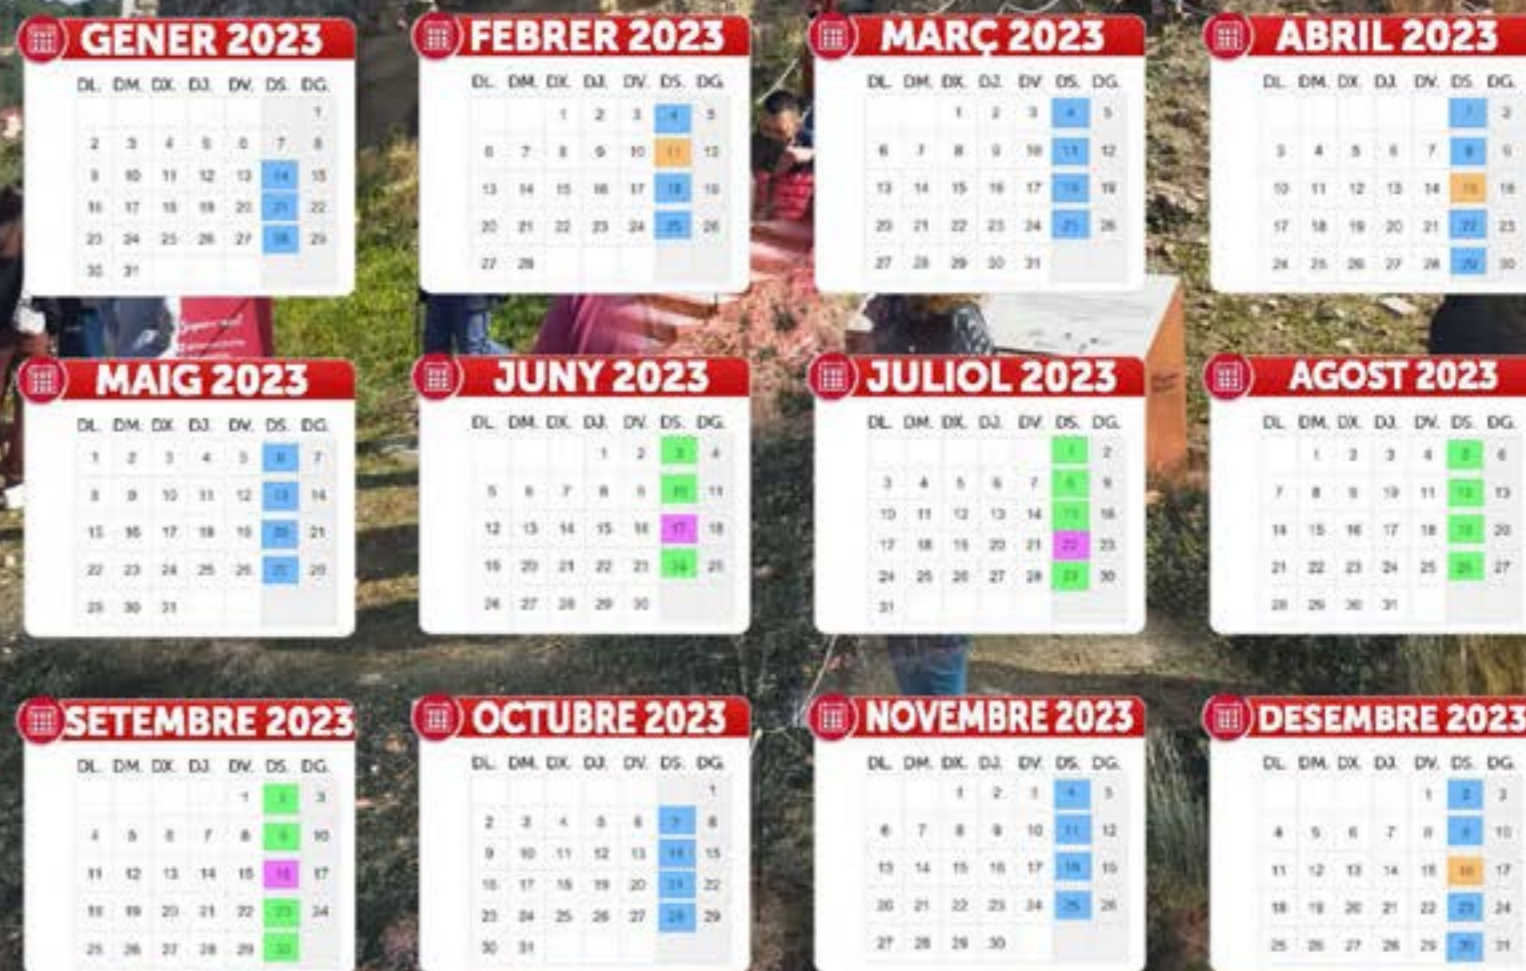 GENER 2023
DL. DM. DX. DJ. DV. DS. DG.
1
2 3 4 5 6 7 8
9 10 11 12 13 14 15
16 17 18 19 20 21 22
23 24 25 26 27 28 29
30 31
FEBRER 2023
DL. DM. DX. DJ. DV. DS. DG.
1 2 3 4 5
6 7 8 9 10 11 12
13 14 15 16 17 18 19
20 21 22 23 24 25 26
27 28
MARÇ 2023
DL. DM. DX. DJ. DV. DS. DG.
1 2 3 4 5
6 7 8 9 10 11 12
13 14 15 16 17 18 19
20 21 22 23 24 25 26
27 28 29 30 31
ABRIL 2023
DL. DM. DX. DJ. DV. DS. DG.
1 2
3 4 5 6 7 8 9
10 11 12 13 14 15 16
17 18 19 20 21 22 23
24 25 26 27 28 29 30
MAIG 2023
DL. DM. DX. DJ. DV. DS. DG.
1 2 3 4 5 6 7
8 9 10 11 12 13 14
15 16 17 18 19 20 21
22 23 24 25 26 27 28
29 30 31
JUNY 2023
DL. DM. DX. DJ. DV. DS. DG.
1 2 3 4
5 6 7 8 9 10 11
12 13 14 15 16 17 18
19 20 21 22 23 24 25
26 27 28 29 30
JULIOL 2023
DL. DM. DX. DJ. DV. DS. DG.
1 2
3 4 5 6 7 8 9
10 11 12 13 14 15 16
17 18 19 20 21 22 23
24 25 26 27 28 29 30
31
AGOST 2023
DL. DM. DX. DJ. DV. DS. DG.
1 2 3 4 5 6
7 8 9 10 11 12 13
14 15 16 17 18 19 20
21 22 23 24 25 26 27
28 29 30 31
SETEMBRE 2023
DL. DM. DX. DJ. DV. DS. DG.
1 2 3
4 5 6 7 8 9 10
11 12 13 14 15 16 17
18 19 20 21 22 23 24
25 26 27 28 29 30
OCTUBRE 2023
DL. DM. DX. DJ. DV. DS. DG.
1
2 3 4 5 6 7 8
9 10 11 12 13 14 15
16 17 18 19 20 21 22
23 24 25 26 27 28 29
30 31
NOVEMBRE 2023
DL. DM. DX. DJ. DV. DS. DG.
1 2 3 4 5
6 7 8 9 10 11 12
13 14 15 16 17 18 19
20 21 22 23 24 25 26
27 28 29 30
DESEMBRE 2023
DL. DM. DX. DJ. DV. DS. DG.
1 2 3
4 5 6 7 8 9 10
11 12 13 14 15 16 17
18 19 20 21 22 23 24
25 26 27 28 29 30 31